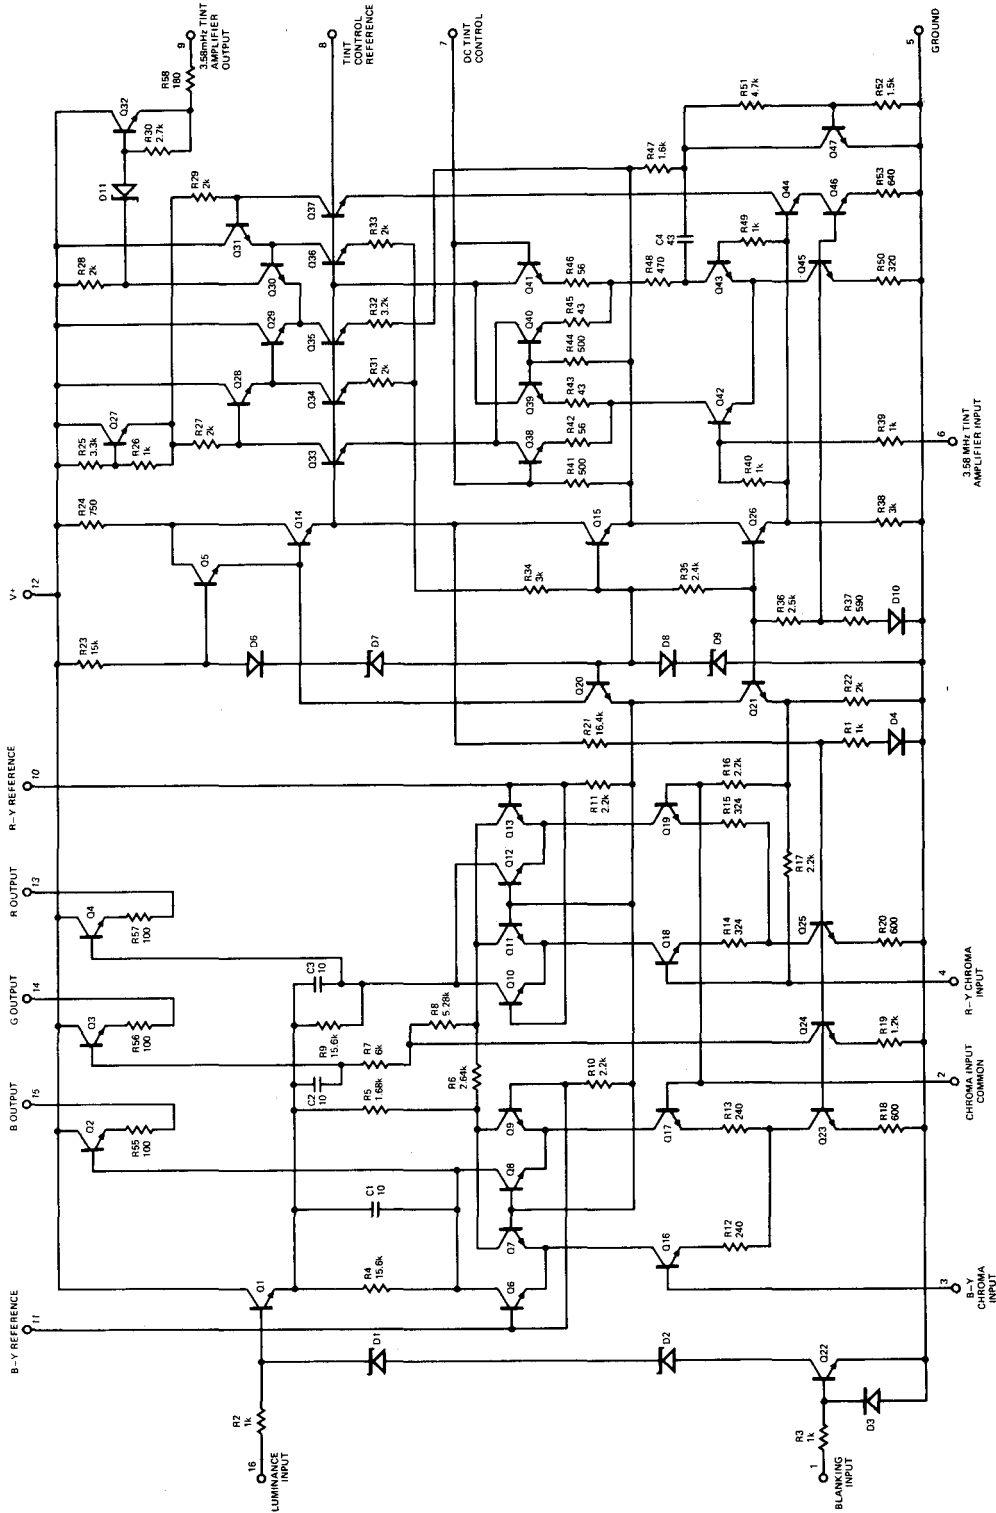 B–Y REFERENCE
B OUTPUT
G OUTPUT
R OUTPUT
R–Y REFERENCE
V+
11
15
14
13
10
12
Q2
Q3
Q4
R23
15k
R24
750
R25
3.3k
R28
2k
R55
100
R56
100
R57
100
Q27
R26
1k
D11
Q32
R30
2.7k
R58
180
9
3.58mHz TINT
AMPLIFIER
OUTPUT
Q5
R27
2k
R29
2k
Q28
Q29
Q30
Q31
R2
1k
16
LUMINANCE
INPUT
Q1
D6
Q14
Q33
Q34
Q35
Q36
Q37
8
TINT
CONTROL
REFERENCE
C2
10
C3
10
R9
15.6k
R4
15.6k
C1
10
R5
1.68k
R7
6k
D1
D7
R31
2k
R32
3.2k
R33
2k
R8
5.28k
7
DC TINT
CONTROL
R6
2.64k
Q6
Q7
Q8
Q9
Q10
Q11
Q12
Q13
R34
3k
Q38
Q39
Q40
Q41
R10
2.2k
R11
2.2k
R21
16.4k
Q20
Q15
R41
500
R42
56
R43
43
R44
500
R45
43
R46
56
D2
Q16
Q17
Q18
Q19
D8
R35
2.4k
R48
470
C4
43
R47
1.6k
D9
R12
240
R13
240
R14
324
R15
324
R16
2.2k
Q21
Q26
R40
1k
Q42
Q43
R49
1k
R51
4.7k
R17
2.2k
R36
2.5k
Q44
R3
1k
1
BLANKING
INPUT
Q22
Q23
Q24
Q25
R1
1k
R22
2k
R37
590
Q45
Q46
Q47
D3
R18
600
R19
1.2k
R20
600
D4
D10
R38
3k
R39
1k
R50
320
R53
640
R52
1.5k
5
GROUND
3
2
4
6
B–Y
CHROMA
INPUT
CHROMA INPUT
COMMON
R–Y CHROMA
INPUT
3.58 MHz TINT
AMPLIFIER INPUT